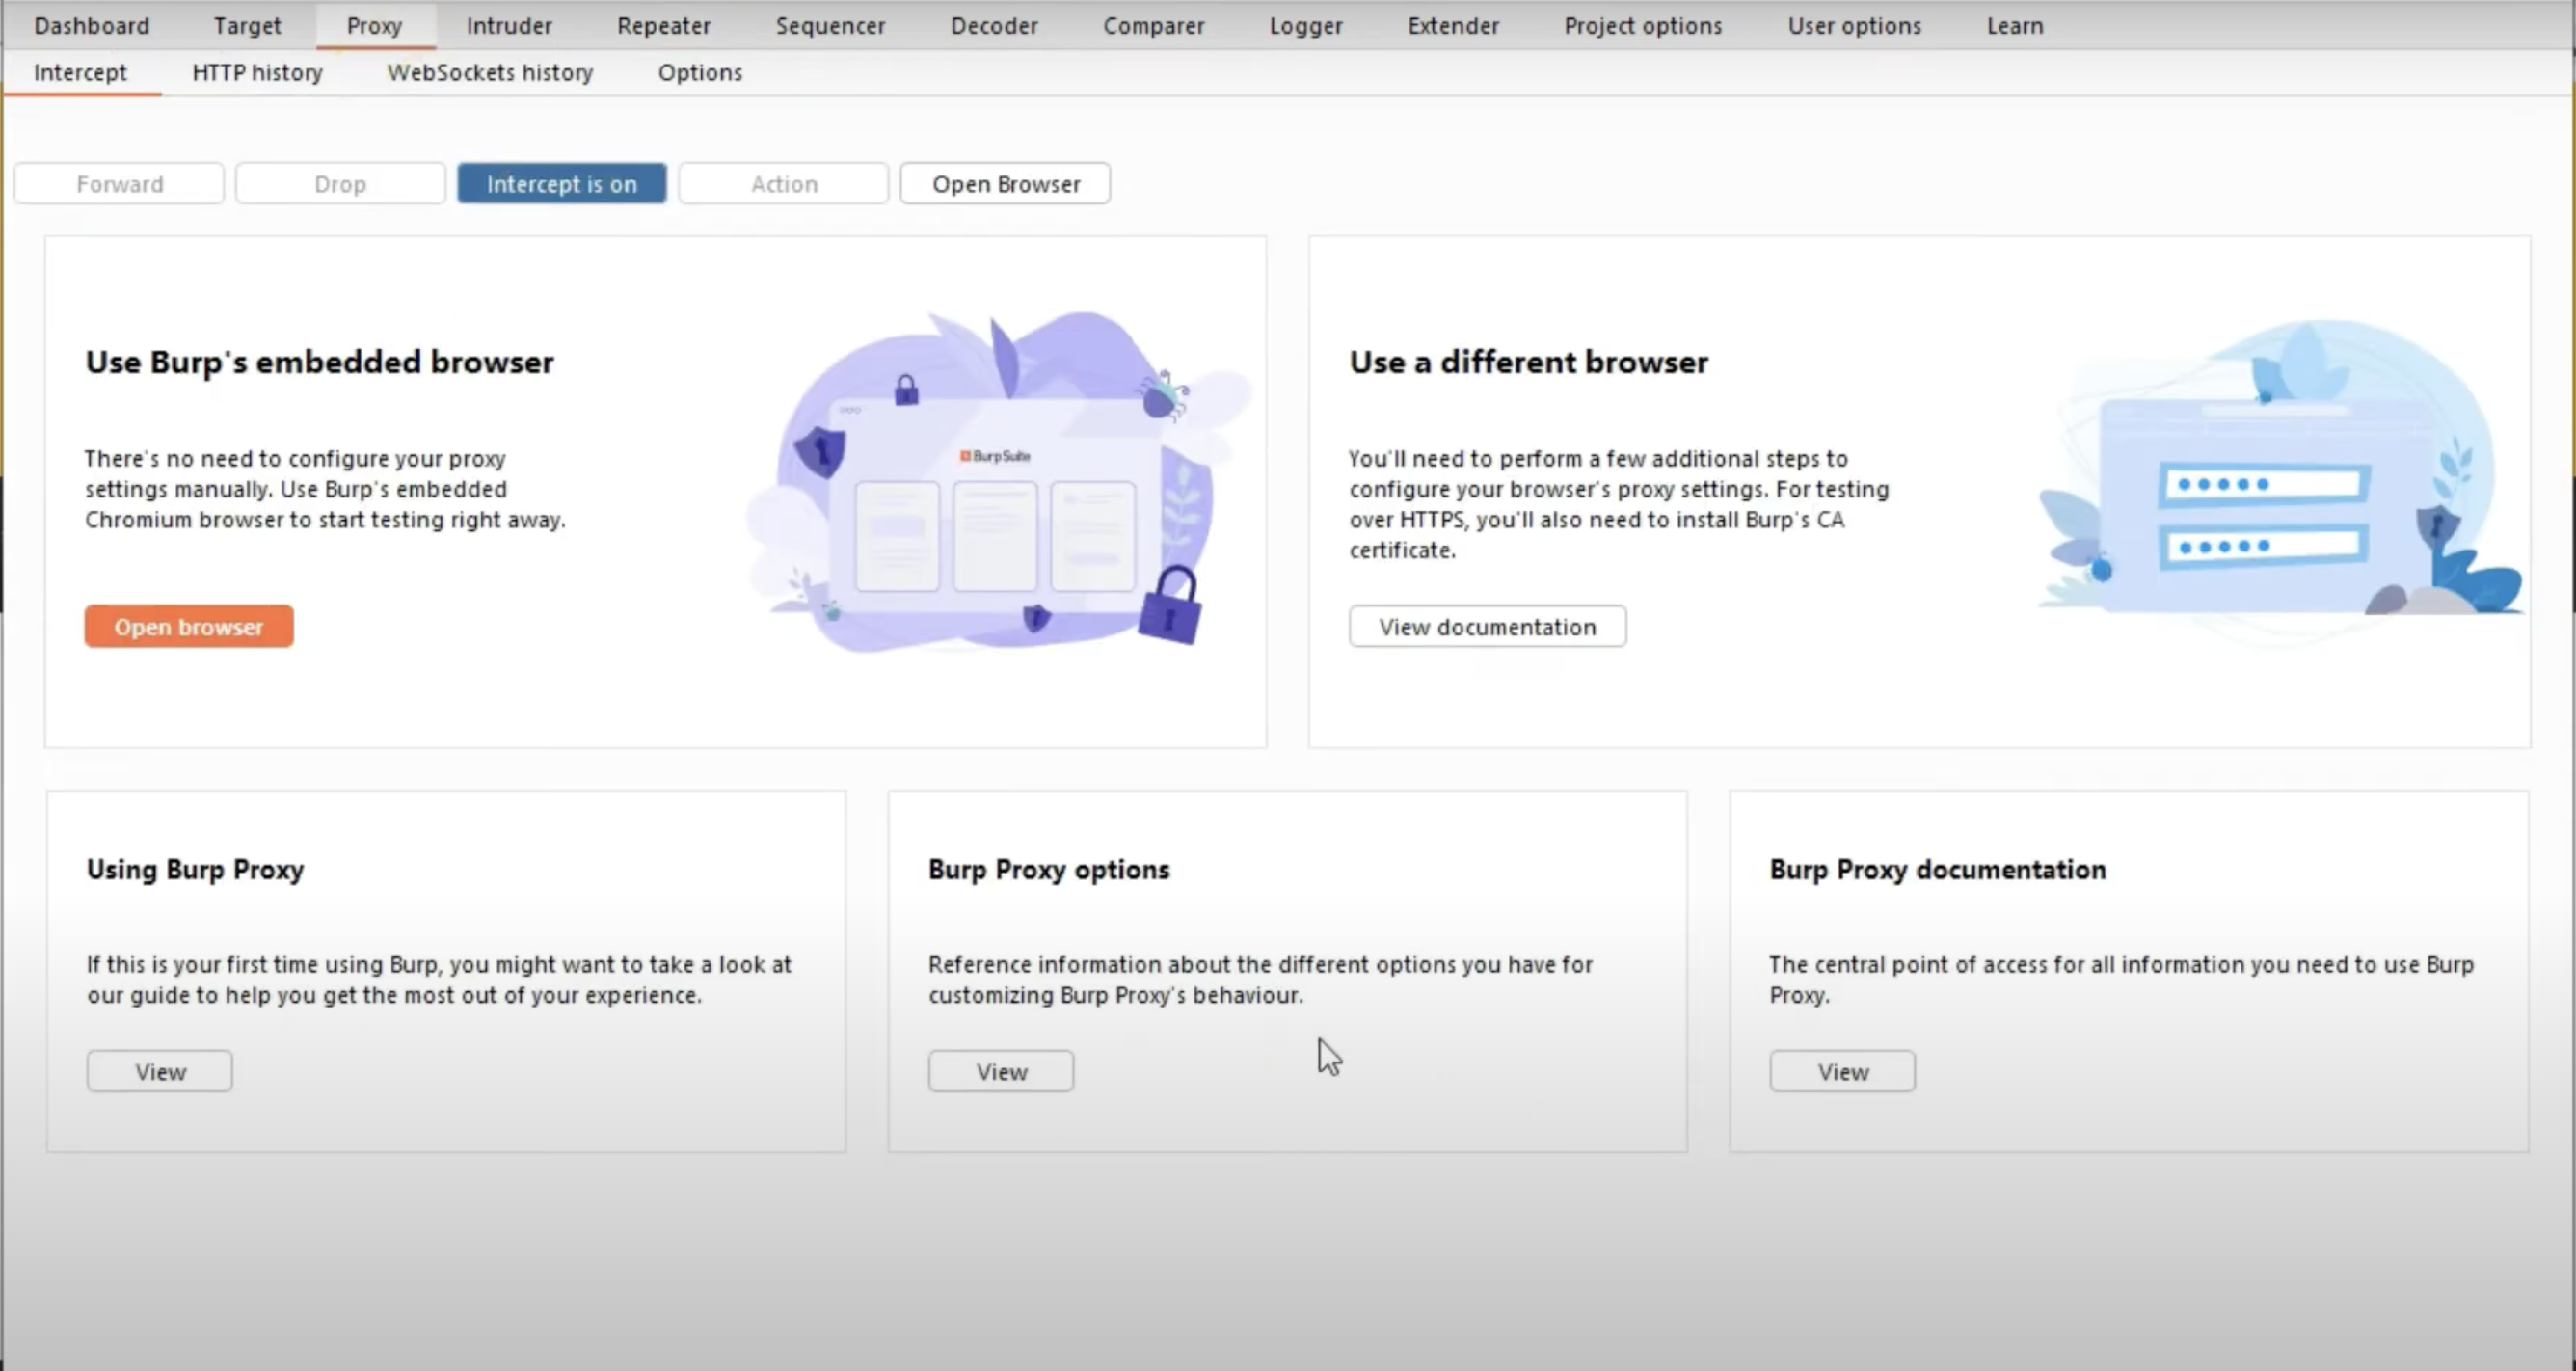 Dashboard Target Proxy Intruder Repeater Sequencer Decoder Comparer Logger Extender Project options User options Learn
Intercept HTTP history WebSockets history Options
Forward Drop Intercept is on Action Open Browser
Use Burp's embedded browser
There's no need to configure your proxy
settings manually. Use Burp's embedded
Chromium browser to start testing right away.
Open browser
BurpSuite
Use a different browser
You'll need to perform a few additional steps to
configure your browser's proxy settings. For testing
over HTTPS, you'll also need to install Burp's CA
certificate.
View documentation
Using Burp Proxy
If this is your first time using Burp, you might want to take a look at
our guide to help you get the most out of your experience.
View
Burp Proxy options
Reference information about the different options you have for
customizing Burp Proxy's behaviour.
View
Burp Proxy documentation
The central point of access for all information you need to use Burp
Proxy.
View